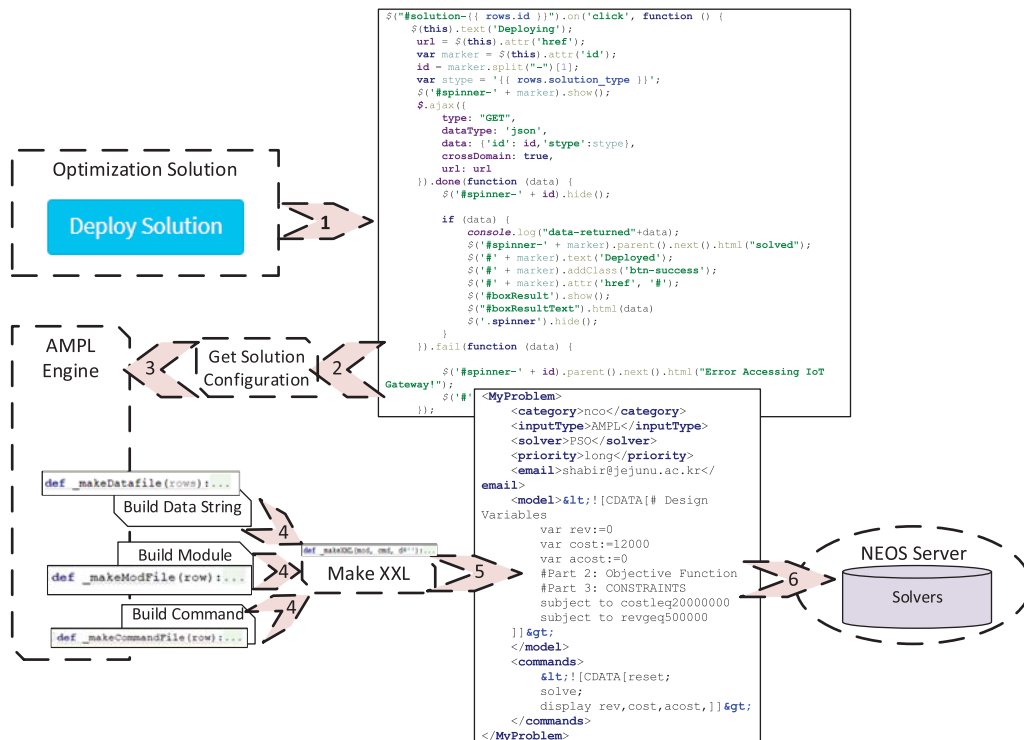 $("#solution-{{ rows.id }}").on('click', function () {
$(this).text('Deploying');
url = $(this).attr('href');
var marker = $(this).attr('id');
id = marker.split("-")[1];
var stype = '{{ rows.solution_type }}';
$('#spinner-' + marker).show();
$.ajax({
type: "GET",
dataType: 'json',
data: {'id': id,'stype':stype},
crossDomain: true,
url: url
}).done(function (data) {
$('#spinner-' + id).hide();
if (data) {
console.log("data-returned"+data);
$('#spinner-' + marker).parent().next().html("solved");
$('#' + marker).text('Deployed');
$('#' + marker).addClass('btn-success');
$('#' + marker).attr('href', '#');
$('#boxResult').show();
$("#boxResultText").html(data)
$('.spinner').hide();
}
}).fail(function (data) {
$('#spinner-' + id).parent().next().html("Error Accessing IoT
Gateway!");
$('#'
});
Optimization Solution
Deploy Solution
1
AMPL
Engine
3
Get Solution
Configuration
2
def _makeDatafile(rows):...
Build Data String
4
Build Module
def _makeModFile(row):...
4
Build Command
def _makeCommandFile(row):...
4
def _makeXXL(mod, cmd, d=''):...
Make XXL
5
<MyProblem>
<category>nco</category>
<inputType>AMPL</inputType>
<solver>PSO</solver>
<priority>long</priority>
<email>shabir@jejunu.ac.kr</
email>
<model>&lt;![CDATA[# Design
Variables
var rev:=0
var cost:=12000
var acost:=0
#Part 2: Objective Function
#Part 3: CONSTRAINTS
subject to costleq20000000
subject to revgeq500000
]]&gt;
</model>
<commands>
&lt;![CDATA[reset;
solve;
display rev,cost,acost,]]&gt;
</commands>
</MyProblem>
6
NEOS Server
Solvers